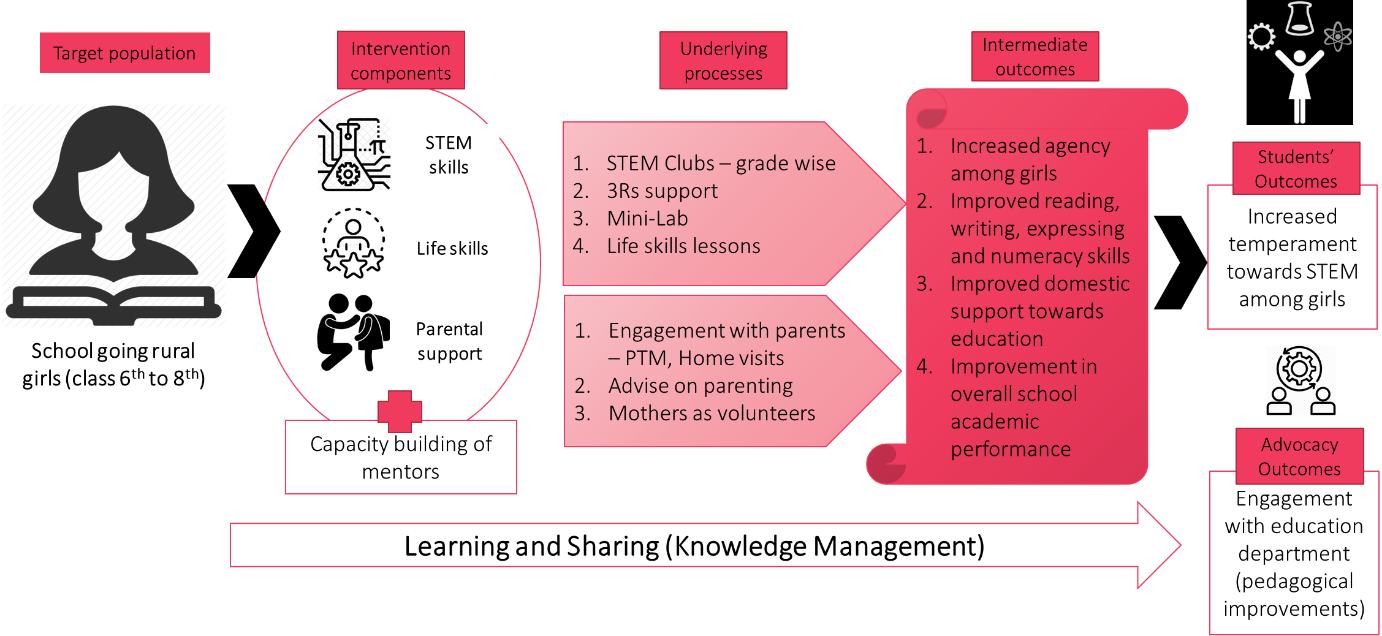 Target population
School going rural
girls (class 6th to 8th)
Intervention
components
STEM
skills
Life skills
Parental
support
Capacity building of
mentors
Underlying
processes
1. STEM Clubs – grade wise
2. 3Rs support
3. Mini-Lab
4. Life skills lessons
1. Engagement with parents
– PTM, Home visits
2. Advise on parenting
3. Mothers as volunteers
Intermediate
outcomes
1. Increased agency
among girls
2. Improved reading,
writing, expressing
and numeracy skills
3. Improved domestic
support towards
education
4. Improvement in
overall school
academic
performance
Students’
Outcomes
Increased
temperament
towards STEM
among girls
Advocacy
Outcomes
Engagement
with education
department
(pedagogical
improvements)
Learning and Sharing (Knowledge Management)